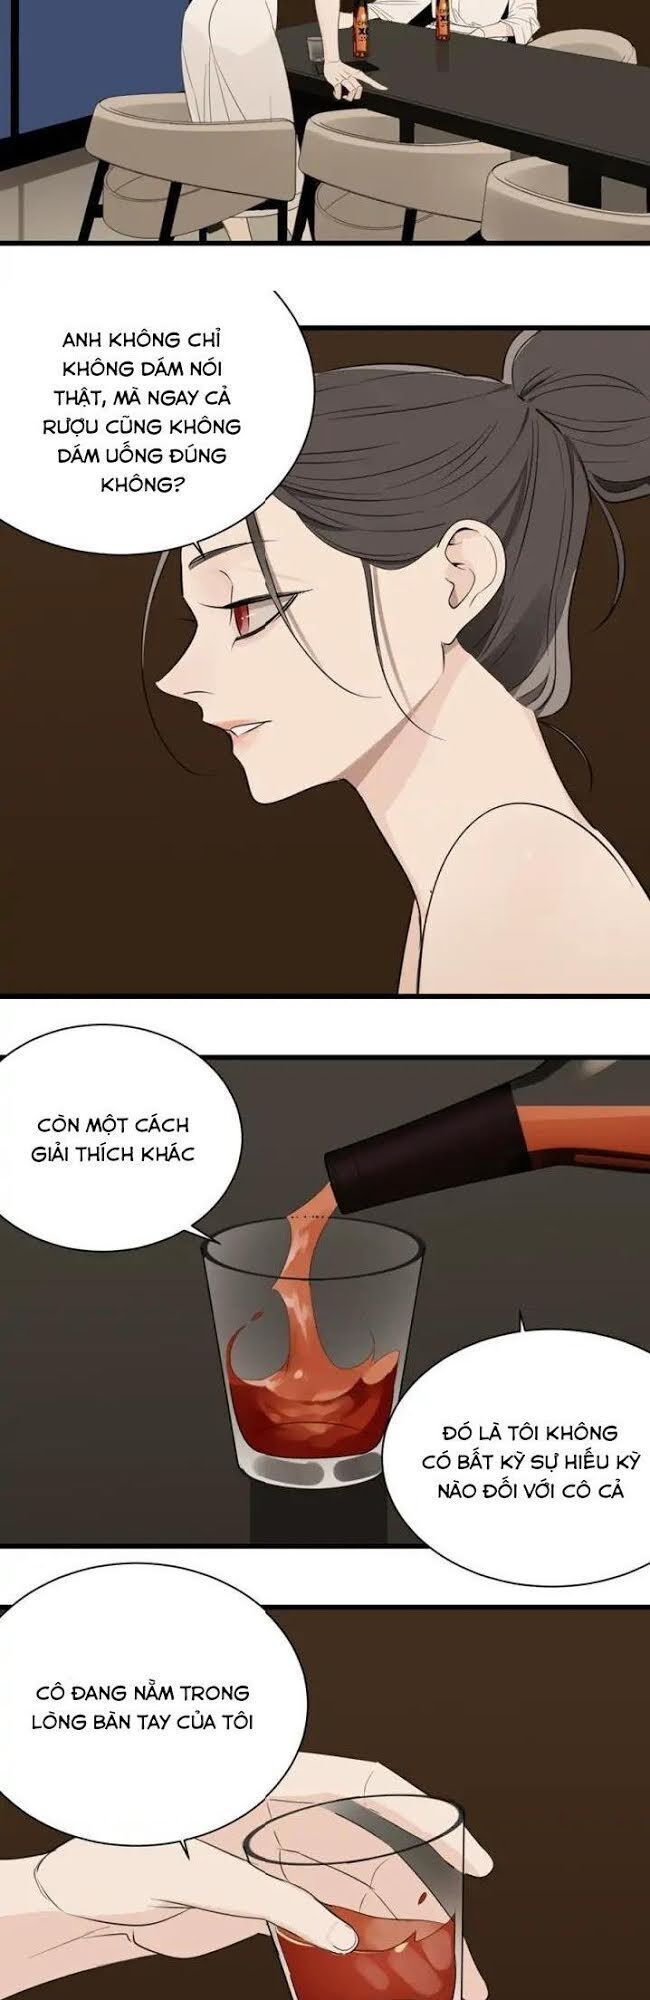 XO
ANH KHÔNG CHỈ
KHÔNG DÁM NÓI
THẬT, MÀ NGAY CẢ
RƯỢU CŨNG KHÔNG
DÁM UỐNG ĐÚNG
KHÔNG?
CÒN MỘT CÁCH
GIẢI THÍCH KHÁC
ĐÓ LÀ TÔI KHÔNG
CÓ BẤT KỲ SỰ HIẾU KỲ
NÀO ĐỐI VỚI CÔ CẢ
CÔ ĐANG NẰM TRONG
LÒNG BÀN TAY CỦA TÔI